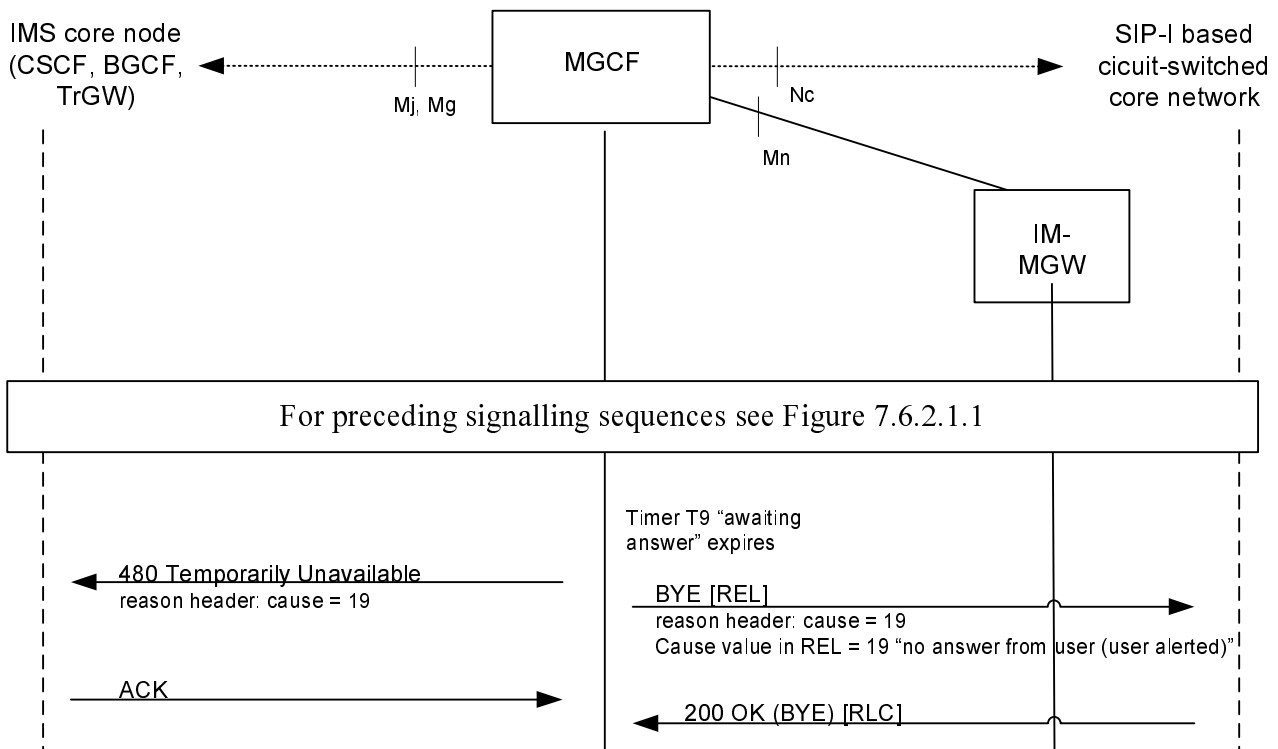 IMS core node
(CSCF, BGCF,
TrGW)
MGCF
SIP-I based
cicuit-switched
core network
Mj, Mg
Nc
Mn
IM-
MGW
For preceding signalling sequences see Figure 7.6.2.1.1
Timer T9 “awaiting
answer” expires
480 Temporarily Unavailable
reason header: cause = 19
BYE [REL]
reason header: cause = 19
Cause value in REL = 19 “no answer from user (user alerted)”
ACK
200 OK (BYE) [RLC]